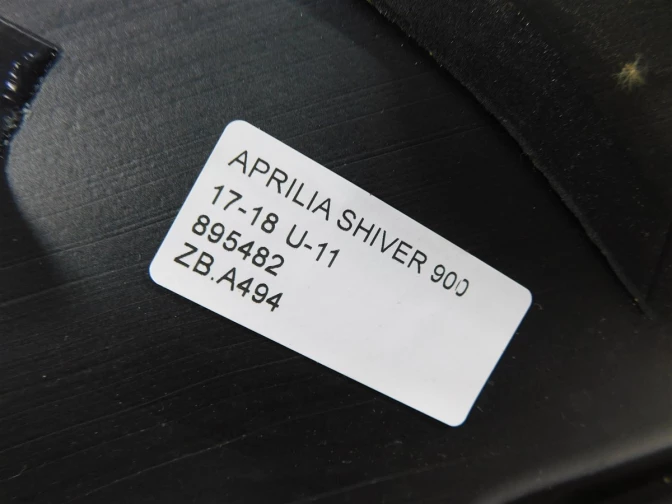 APRILIA SHIVER 900
17-18 U-11
895482
ZB.A494